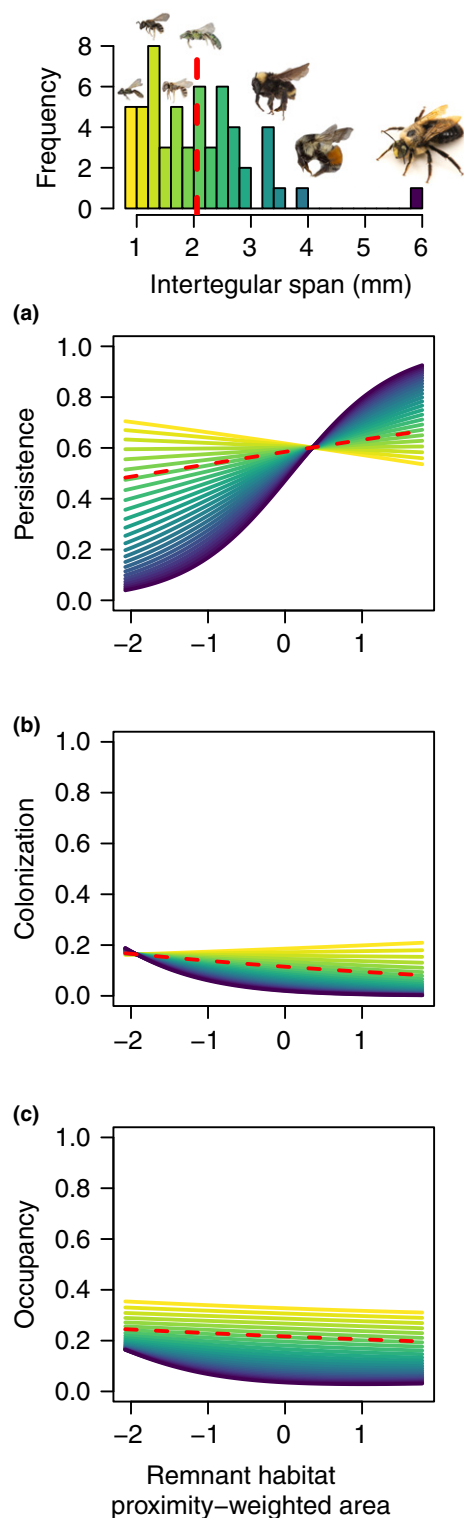 8
6
4
2
0
Frequency
1 2 3 4 5 6
Intertegular span (mm)
(a)
1.0
0.8
0.6
0.4
0.2
0.0
Persistence
−2 −1 0 1
(b)
1.0
0.8
0.6
0.4
0.2
0.0
Colonization
−2 −1 0 1
(c)
1.0
0.8
0.6
0.4
0.2
0.0
Occupancy
−2 −1 0 1
Remnant habitat
proximity−weighted area